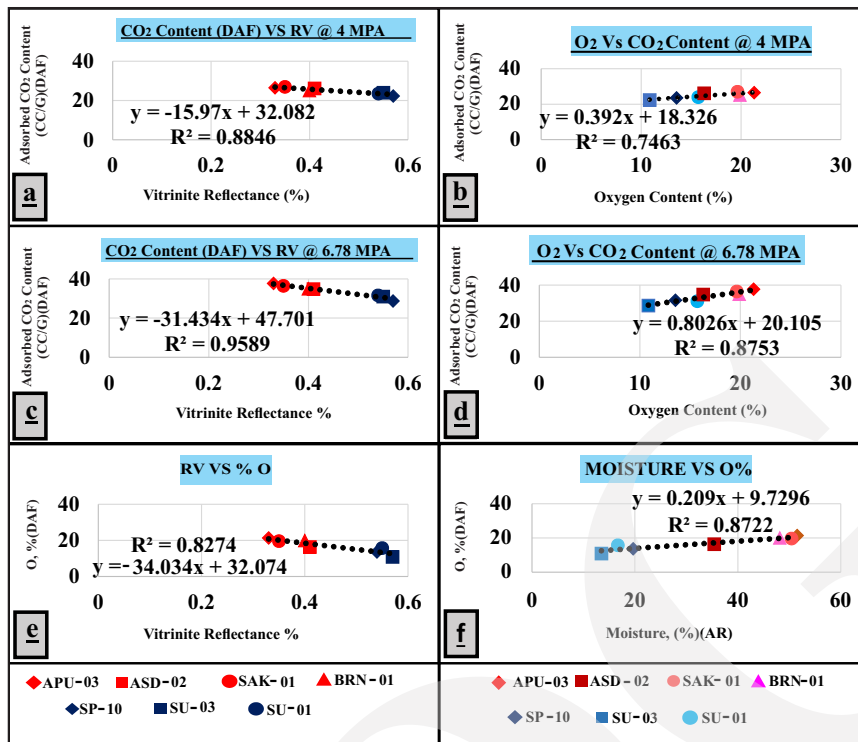 CO2 Content (DAF) VS RV @ 4 MPA
Adsorbed CO2 Content
(CC/G)(DAF)
40
20
0
y = -15.97x + 32.082
R² = 0.8846
0 0.2 0.4 0.6
Vitrinite Reflectance (%)
a
O2 Vs CO2 Content @ 4 MPA
Adsorbed CO2 Content
(CC/G)(DAF)
40
20
0
y = 0.392x + 18.326
R² = 0.7463
0 10 20 30
Oxygen Content (%)
b
CO2 Content (DAF) VS RV @ 6.78 MPA
Adsorbed CO2 Content
(CC/G)(DAF)
60
40
20
0
y = -31.434x + 47.701
R² = 0.9589
0 0.2 0.4 0.6
Vitrinite Reflectance %
c
O2 Vs CO2 Content @ 6.78 MPA
Adsorbed CO2 Content
(CC/G)(DAF)
60
40
20
0
y = 0.8026x + 20.105
R² = 0.8753
0 10 20 30
Oxygen Content (%)
d
RV VS % O
O, %(DAF)
40
20
0
R² = 0.8274
y = -34.034x + 32.074
0 0.2 0.4 0.6
Vitrinite Reflectance %
e
MOISTURE VS O%
O, %(DAF)
40
20
0
y = 0.209x + 9.7296
R² = 0.8722
0 20 40 60
Moisture, (%)(AR)
f
APU-03 ASD-02 SAK-01 BRN-01
SP-10 SU-03 SU-01
APU-03 ASD-02 SAK-01 BRN-01
SP-10 SU-03 SU-01